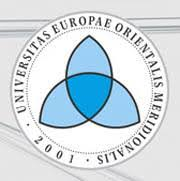 · UNIVERSITAS EUROPAE ORIENTALIS MERIDIONALIS ·
2001